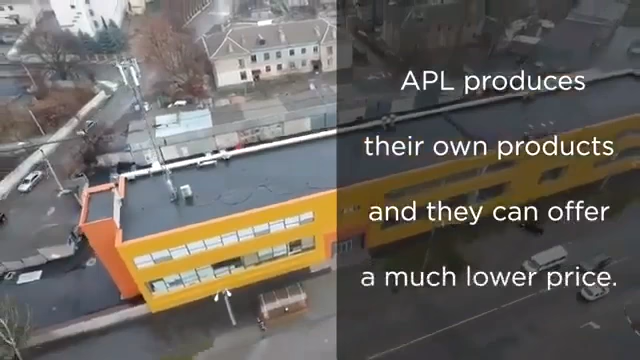 APL produces
their own products
and they can offer
a much lower price.